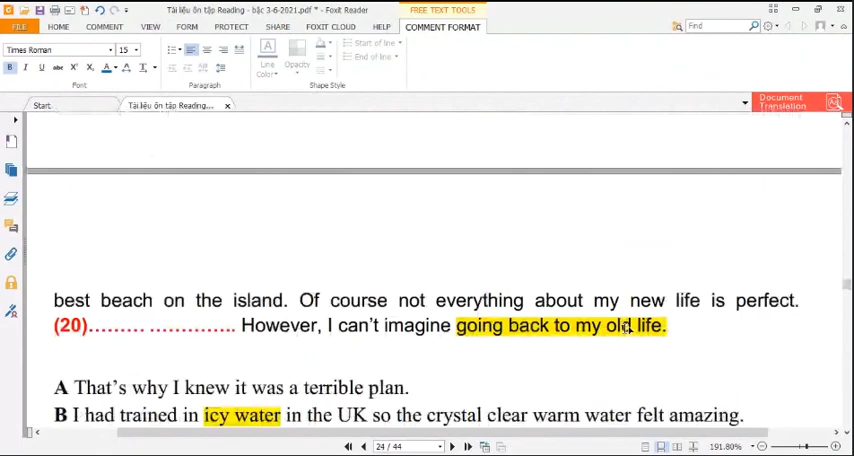 Tài liệu ôn tập Reading - bậc 3-6-2021.pdf * - Foxit Reader
FREE TEXT TOOLS
FILE HOME COMMENT VIEW FORM PROTECT SHARE FOXIT CLOUD HELP COMMENT FORMAT
Find
Times Roman 15
Start of line
End of line
Line Color
Opacity
Font Paragraph Shape Style
Start
Tài liệu ôn tập Reading...
Document Translation
best beach on the island. Of course not everything about my new life is perfect.
(20)……… ………….. However, I can't imagine going back to my old life.
A That's why I knew it was a terrible plan.
B I had trained in icy water in the UK so the crystal clear warm water felt amazing.
24 / 44
191.80%